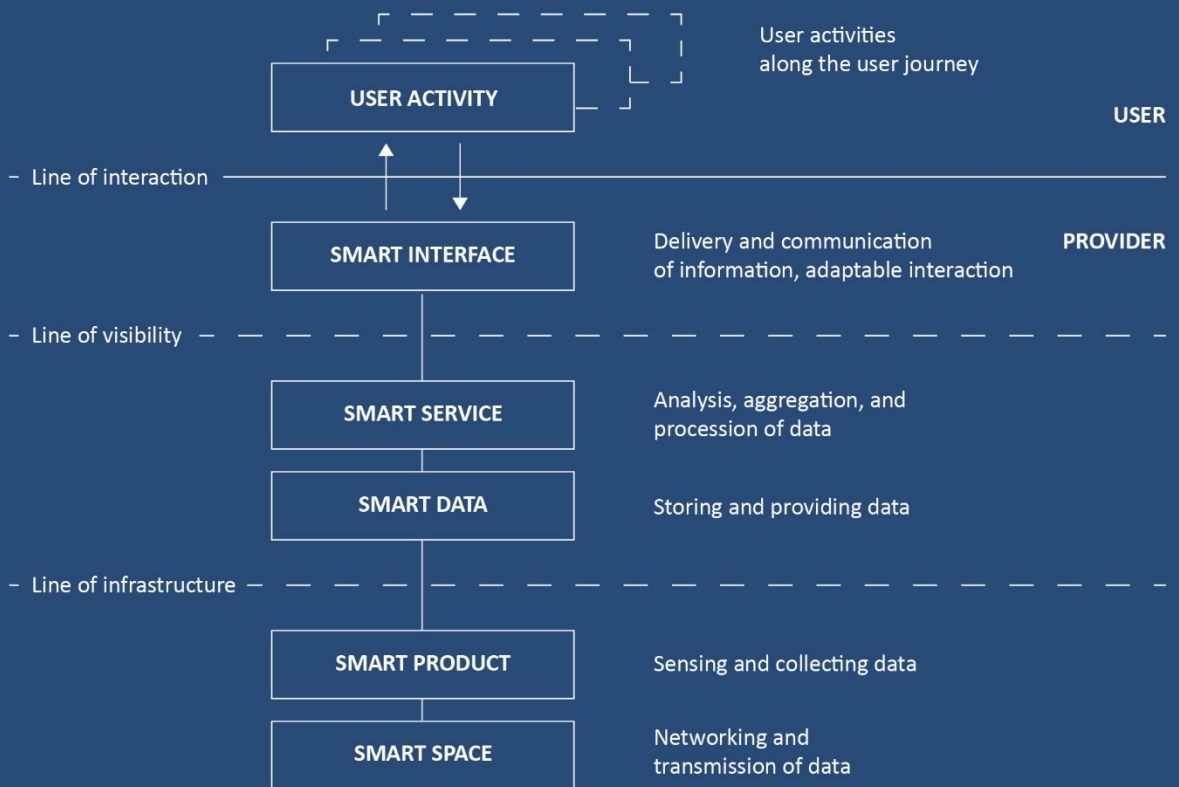 User activities
along the user journey
USER ACTIVITY
USER
Line of interaction
SMART INTERFACE
Delivery and communication
of information, adaptable interaction
PROVIDER
Line of visibility
SMART SERVICE
Analysis, aggregation, and
procession of data
SMART DATA
Storing and providing data
Line of infrastructure
SMART PRODUCT
Sensing and collecting data
SMART SPACE
Networking and
transmission of data